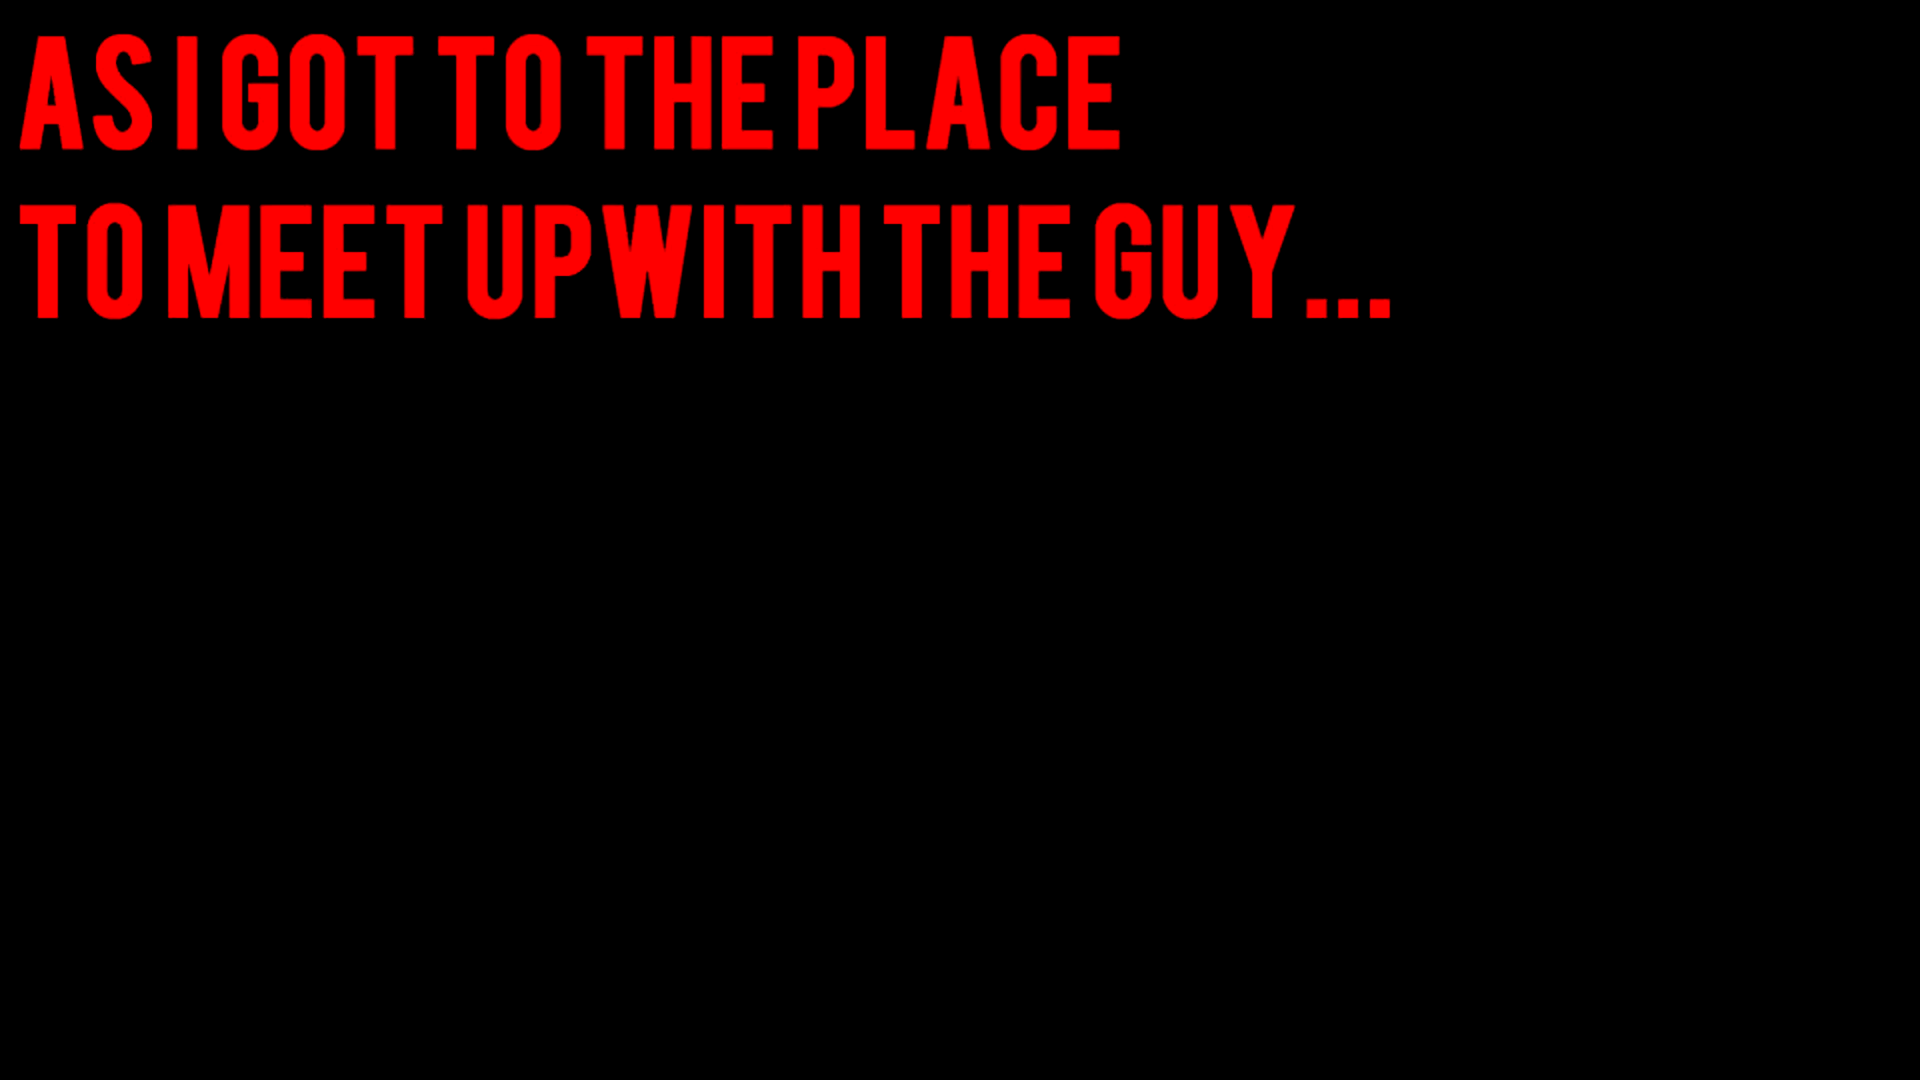 AS I GOT TO THE PLACE
TO MEET UP WITH THE GUY...